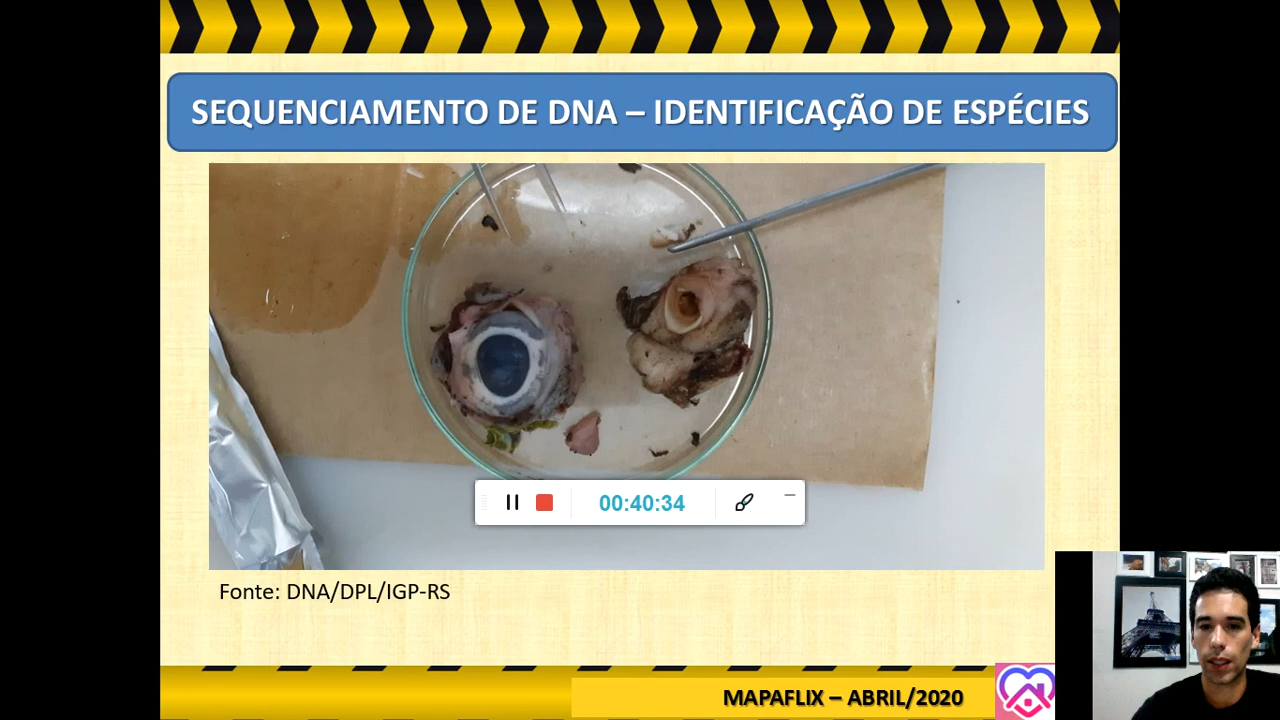 SEQUENCIAMENTO DE DNA – IDENTIFICAÇÃO DE ESPÉCIES
00:40:34
Fonte: DNA/DPL/IGP-RS
MAPAFLIX – ABRIL/2020